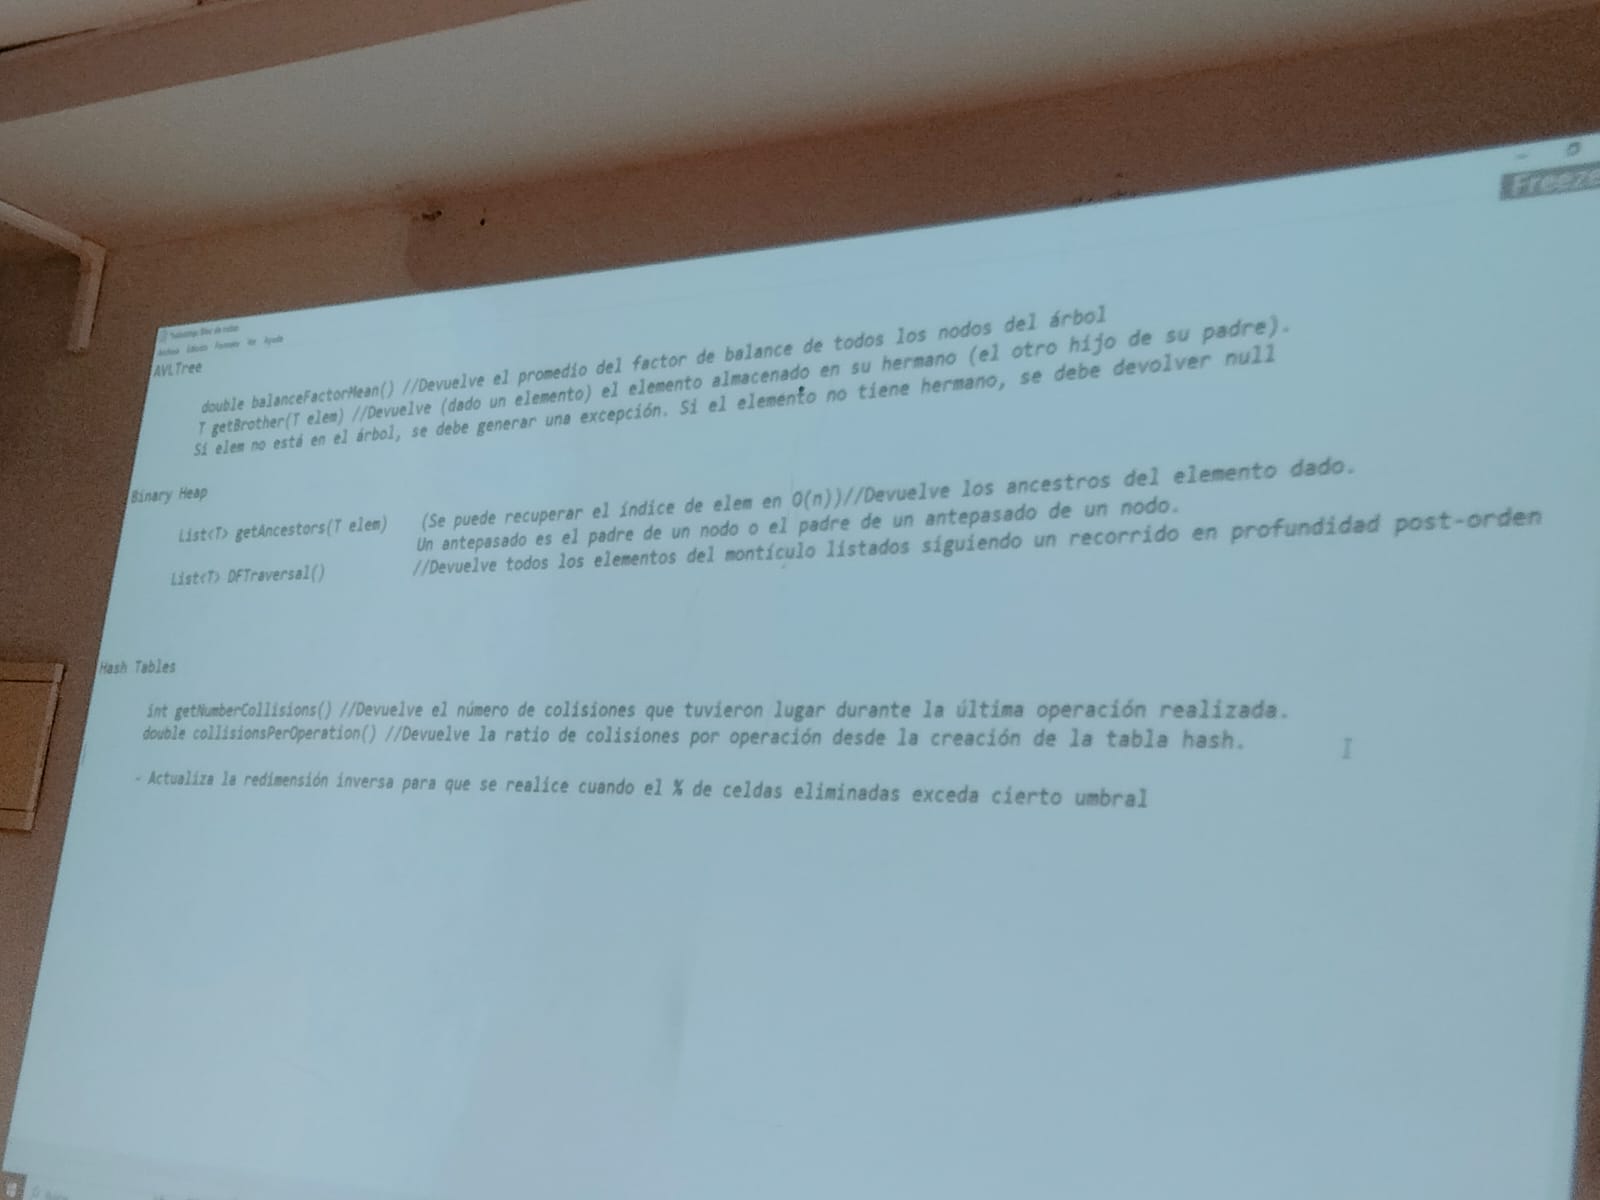 Archivo Edición Formato Ver Ayuda
Freeze
AVLTree
double balanceFactorMean() //Devuelve el promedio del factor de balance de todos los nodos del árbol
T getBrother(T elem) //Devuelve (dado un elemento) el elemento almacenado en su hermano (el otro hijo de su padre).
Si elem no está en el árbol, se debe generar una excepción. Si el elemento no tiene hermano, se debe devolver null
Binary Heap
List<T> getAncestors(T elem) (Se puede recuperar el índice de elem en O(n))//Devuelve los ancestros del elemento dado.
Un antepasado es el padre de un nodo o el padre de un antepasado de un nodo.
List<T> DFTraversal() //Devuelve todos los elementos del montículo listados siguiendo un recorrido en profundidad post-orden
Hash Tables
int getNumberCollisions() //Devuelve el número de colisiones que tuvieron lugar durante la última operación realizada.
double collisionsPerOperation() //Devuelve la ratio de colisiones por operación desde la creación de la tabla hash.
- Actualiza la redimensión inversa para que se realice cuando el % de celdas eliminadas exceda cierto umbral